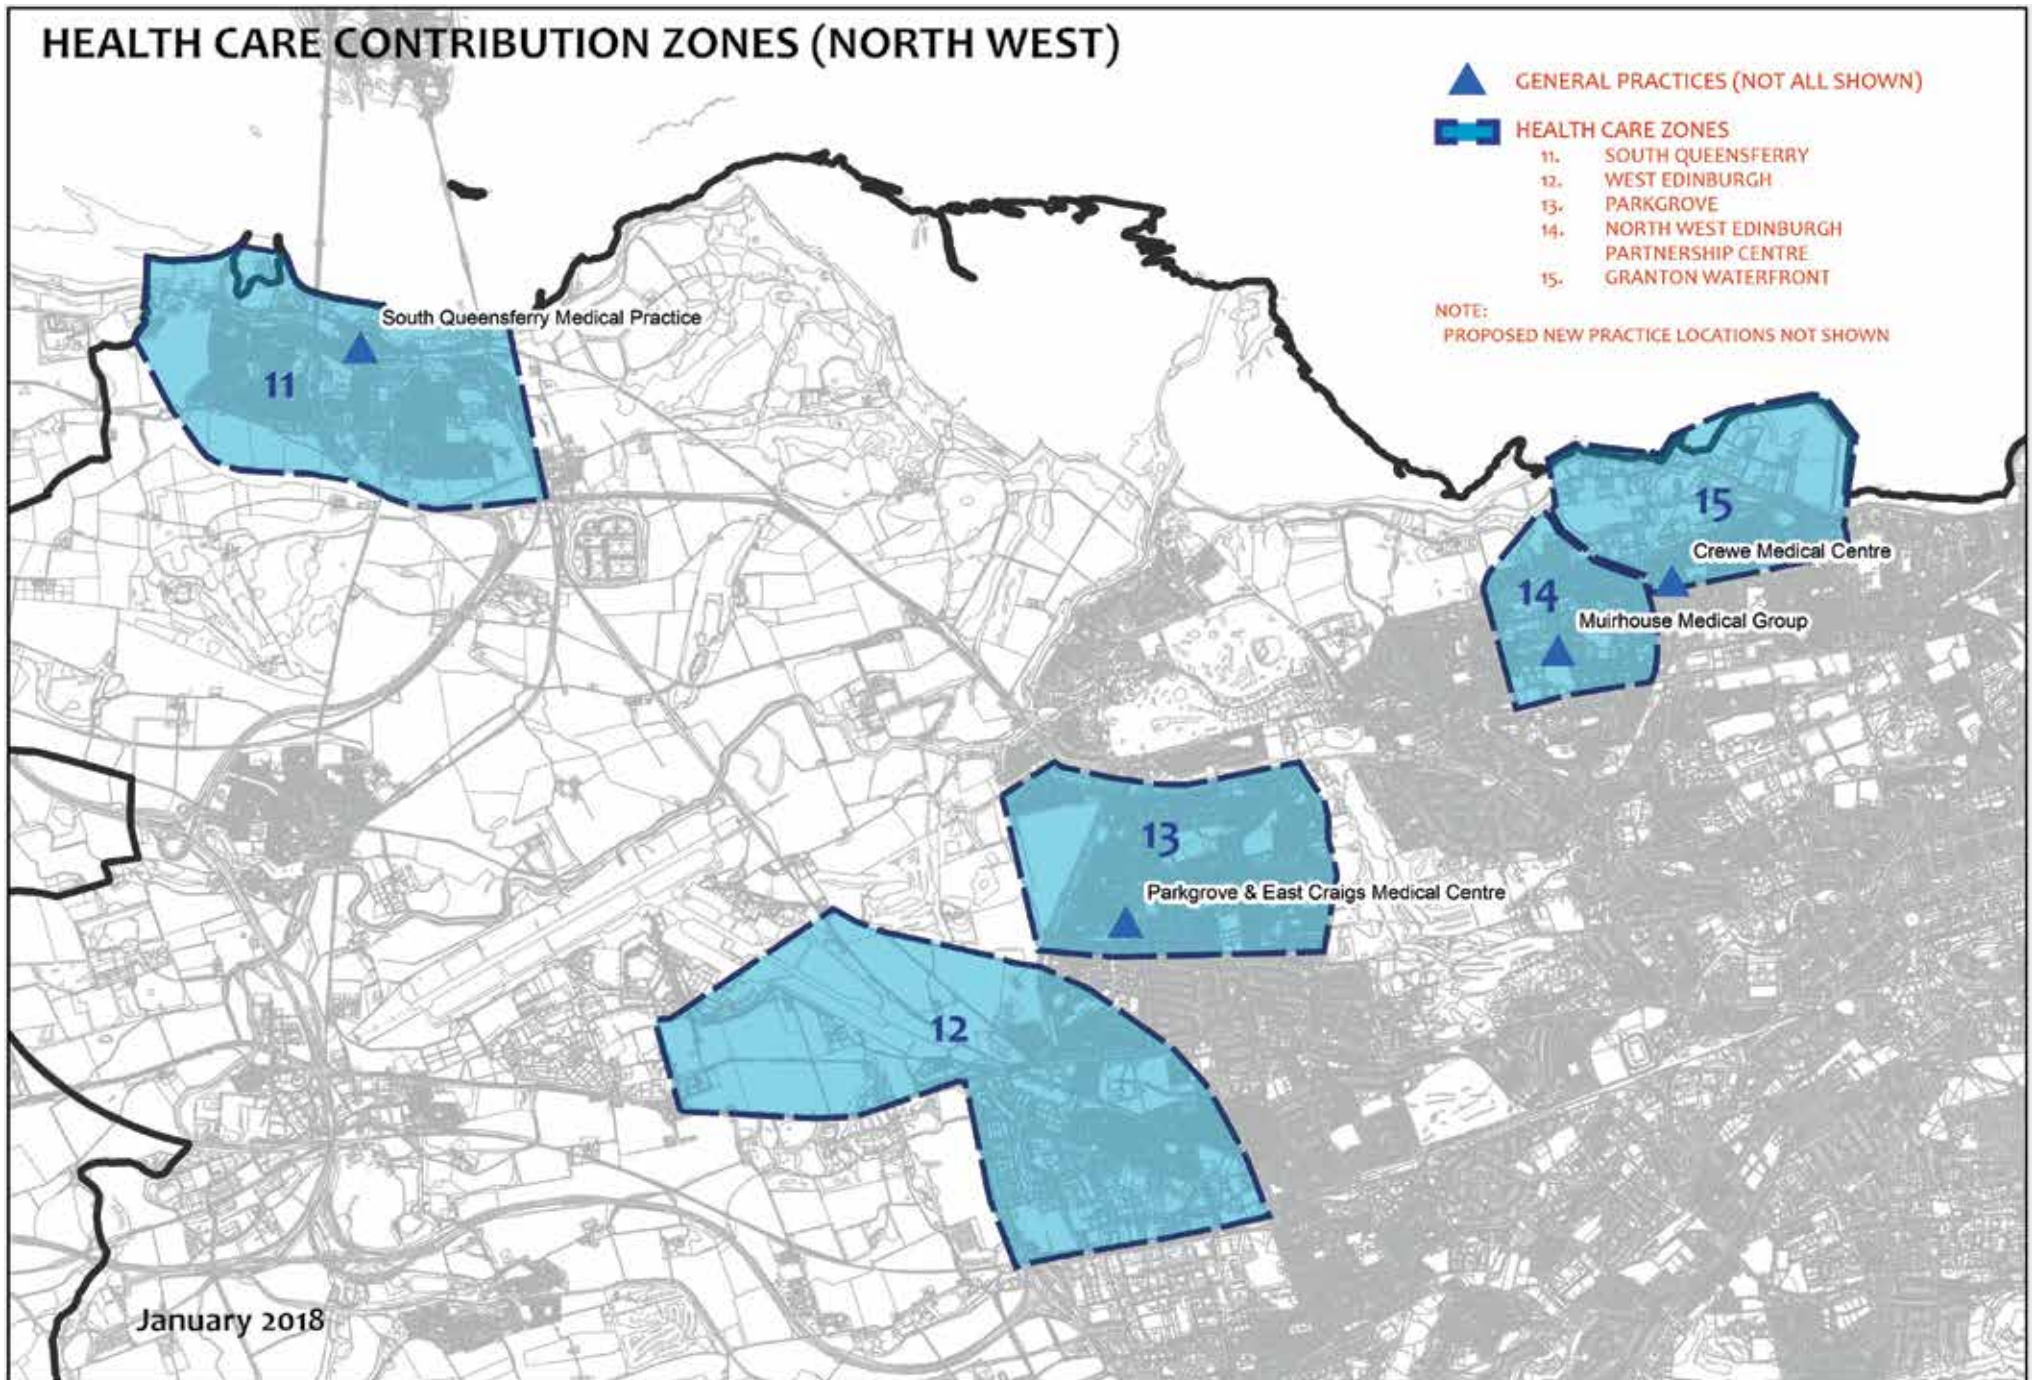 HEALTH CARE CONTRIBUTION ZONES (NORTH WEST)
GENERAL PRACTICES (NOT ALL SHOWN)
HEALTH CARE ZONES
11. SOUTH QUEENSFERRY
12. WEST EDINBURGH
13. PARKGROVE
14. NORTH WEST EDINBURGH
PARTNERSHIP CENTRE
15. GRANTON WATERFRONT
NOTE:
PROPOSED NEW PRACTICE LOCATIONS NOT SHOWN
South Queensferry Medical Practice
11
15
Crewe Medical Centre
14
Muirhouse Medical Group
13
Parkgrove & East Craigs Medical Centre
12
January 2018